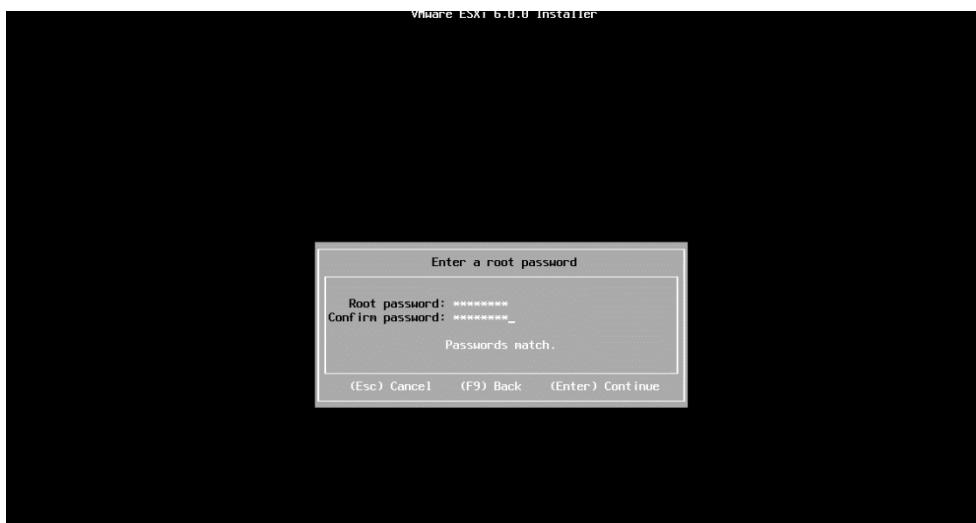 VMware ESXi 6.0.0 Installer
Enter a root password
Root password: ********
Confirm password: ********_
Passwords match.
(Esc) Cancel (F9) Back (Enter) Continue